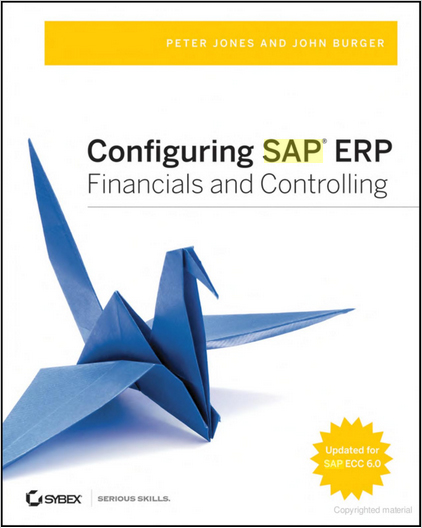 PETER JONES AND JOHN BURGER
Configuring SAP® ERP
Financials and Controlling
Updated for
SAP ECC 6.0
SYBEX® SERIOUS SKILLS.
Copyrighted material